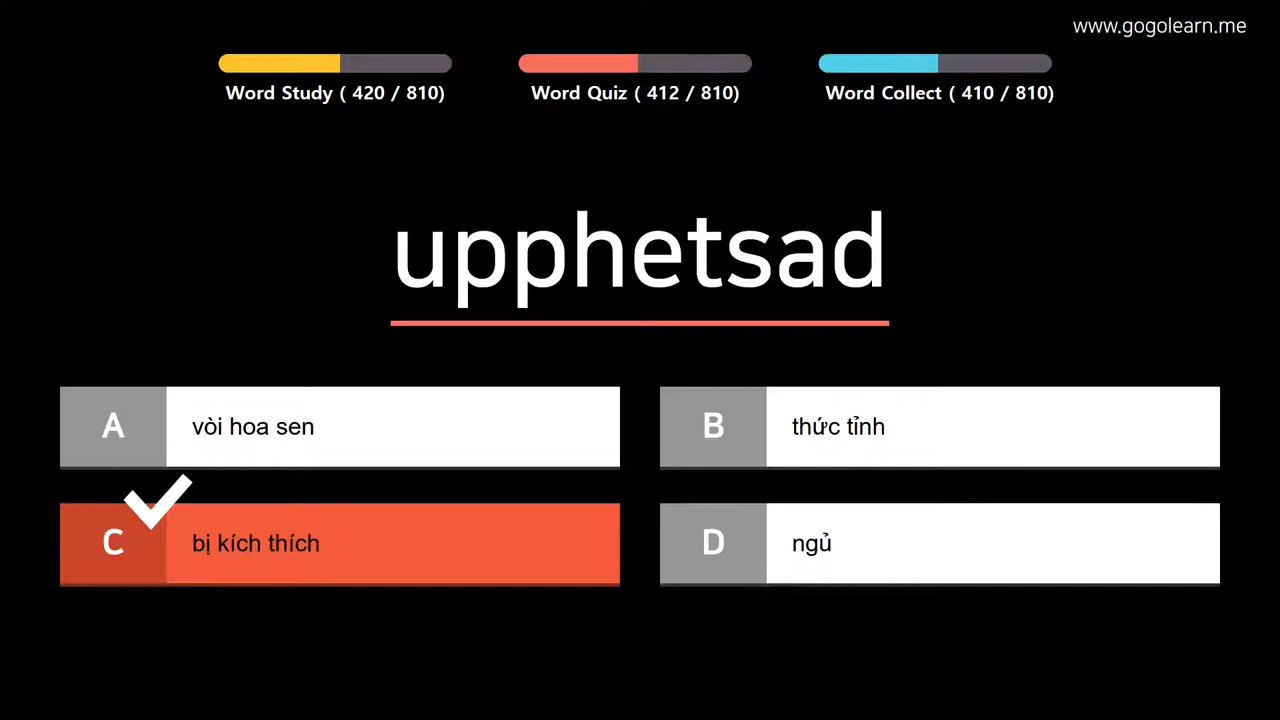 www.gogolearn.me
Word Study ( 420 / 810)
Word Quiz ( 412 / 810)
Word Collect ( 410 / 810)
upphetsad
A
vòi hoa sen
B
thức tỉnh
C
bị kích thích
D
ngủ